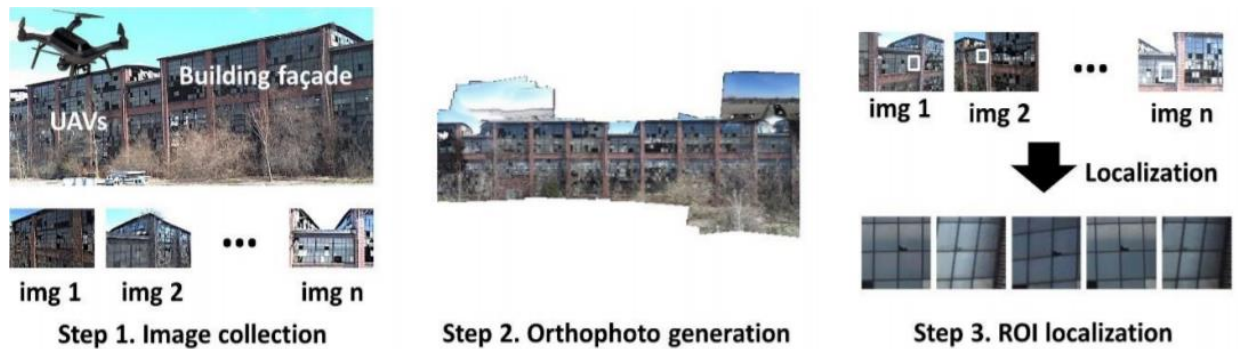 Building façade
UAVs
img 1
img 2
...
img n
Step 1. Image collection
Step 2. Orthophoto generation
img 1
img 2
...
img n
Localization
Step 3. ROI localization